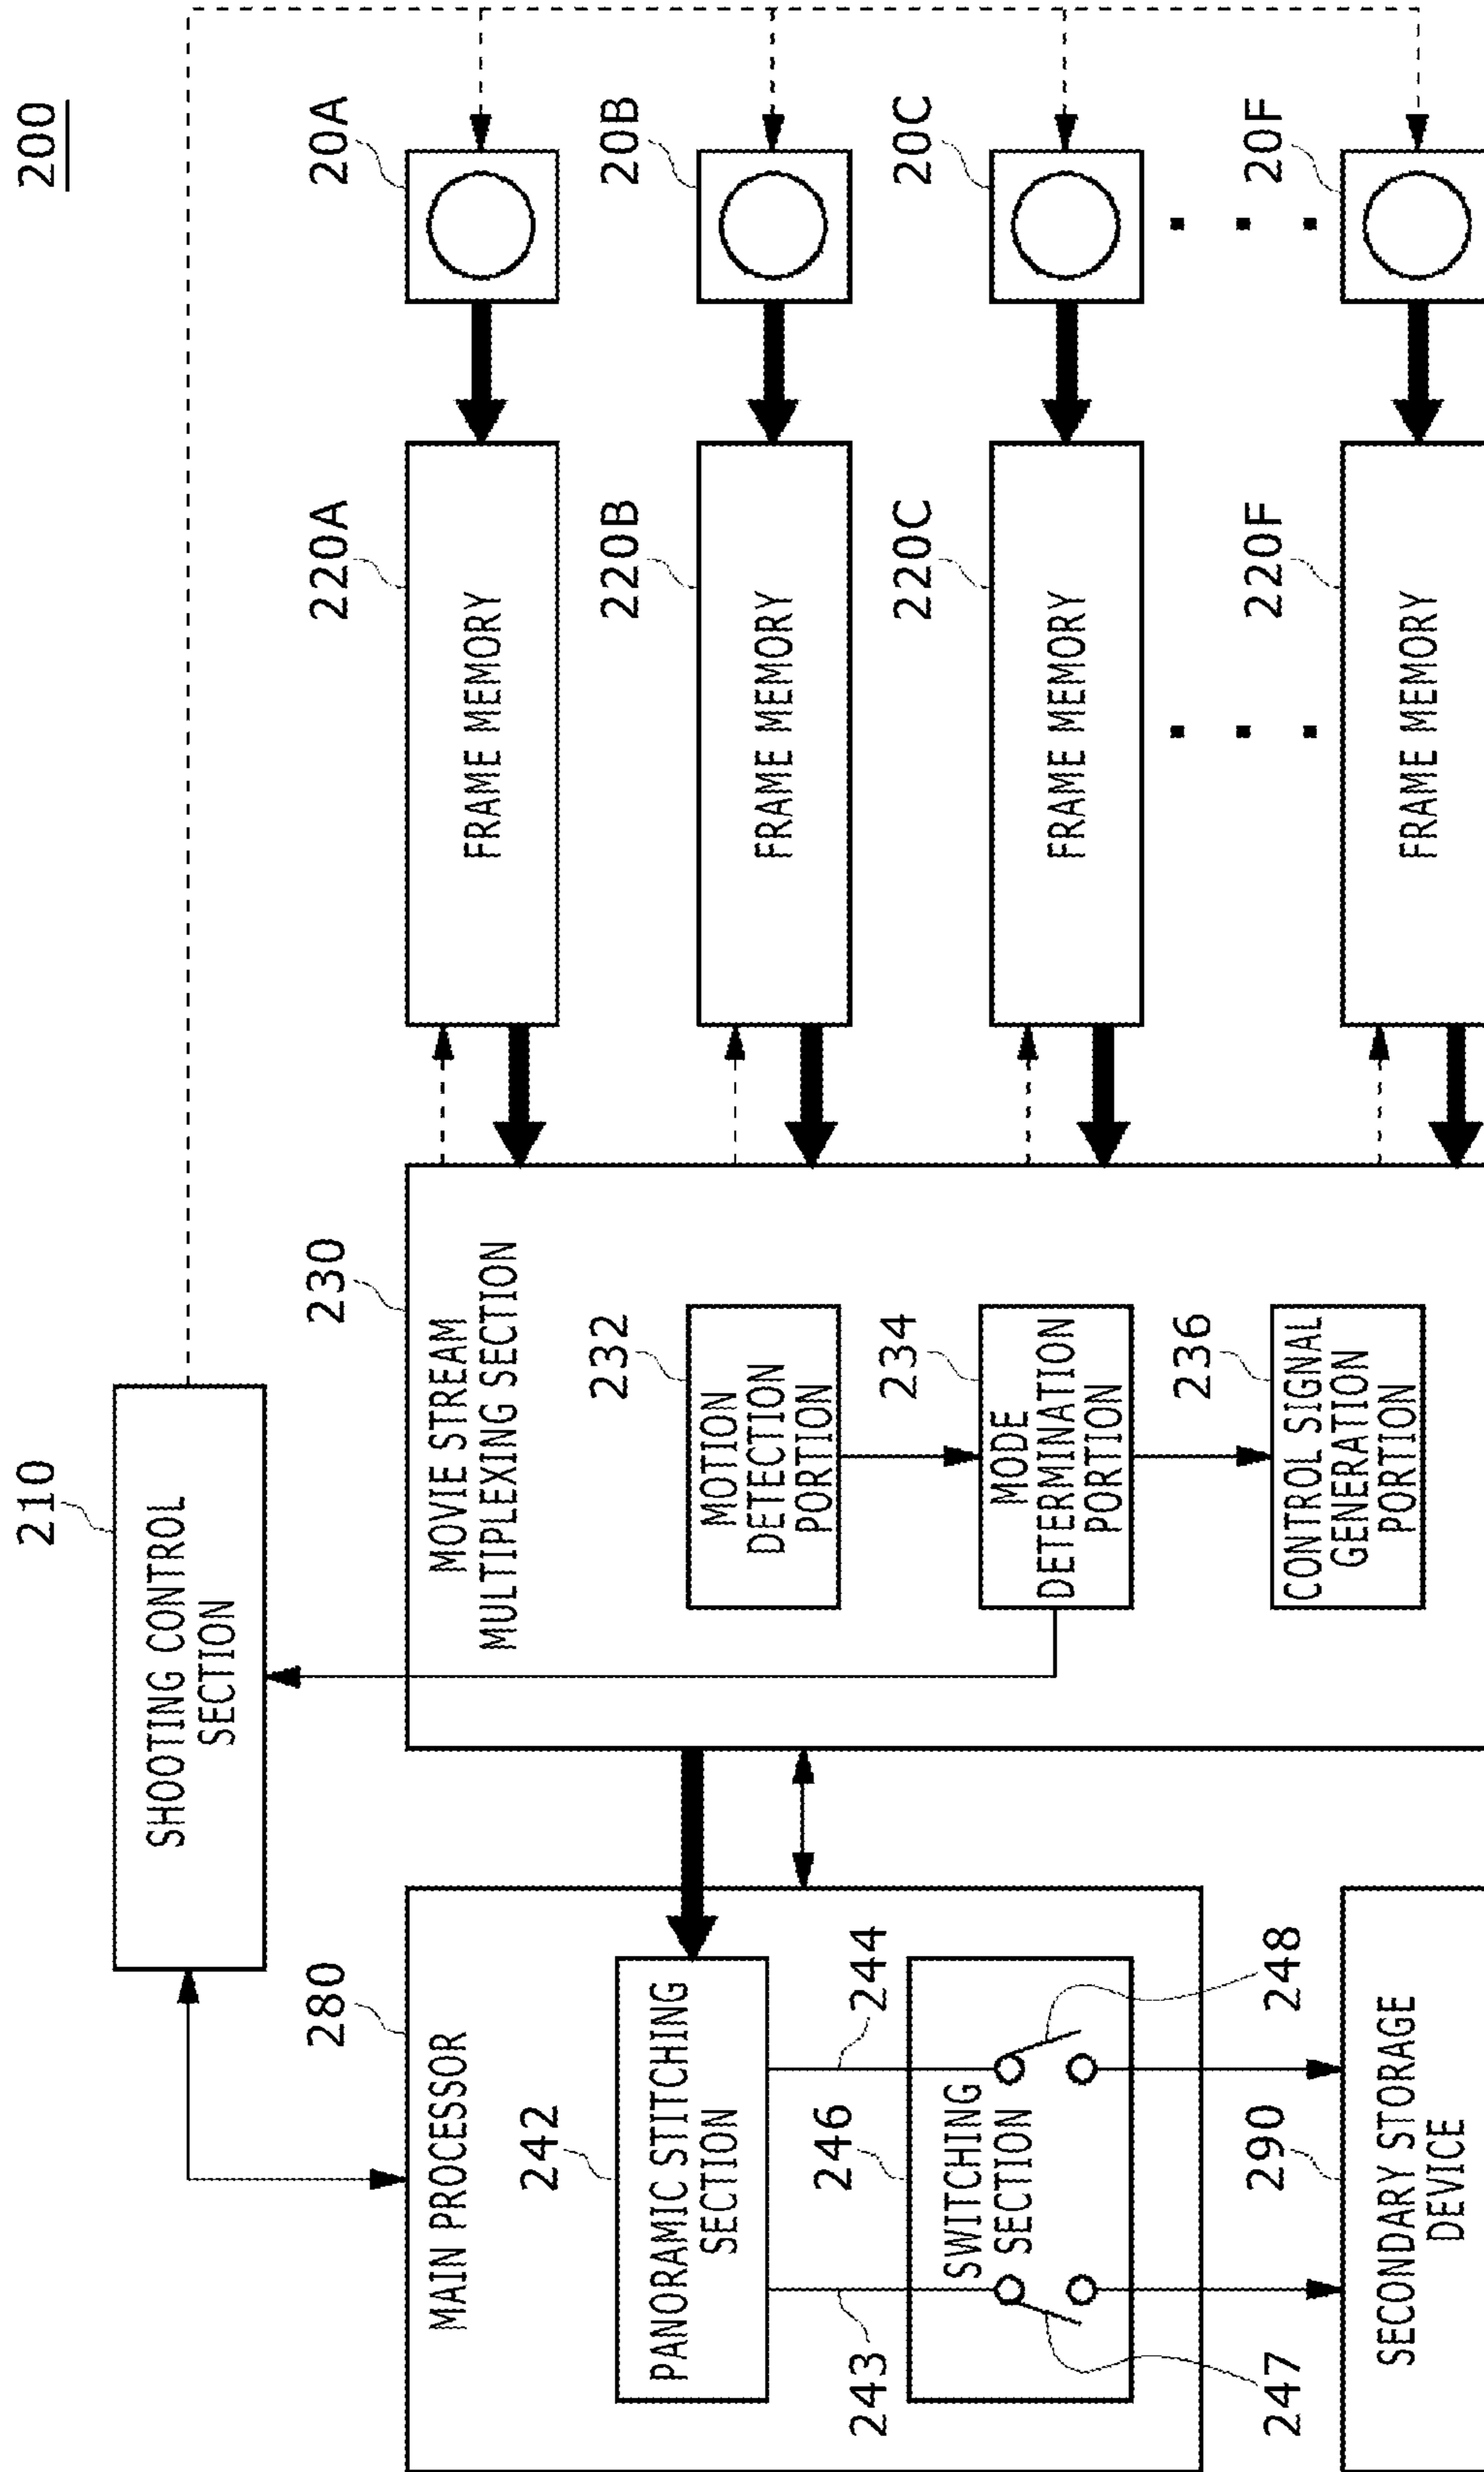 200
210
SHOOTING CONTROL
SECTION
280
MAIN PROCESSOR
242
PANORAMIC STITCHING
SECTION
243
244
246
SWITCHING
SECTION
247
248
290
SECONDARY STORAGE
DEVICE
230
MOVIE STREAM
MULTIPLEXING SECTION
232
MOTION
DETECTION
PORTION
234
MODE
DETERMINATION
PORTION
236
CONTROL SIGNAL
GENERATION
PORTION
220A
FRAME MEMORY
220B
FRAME MEMORY
220C
FRAME MEMORY
220F
FRAME MEMORY
20A
20B
20C
20F